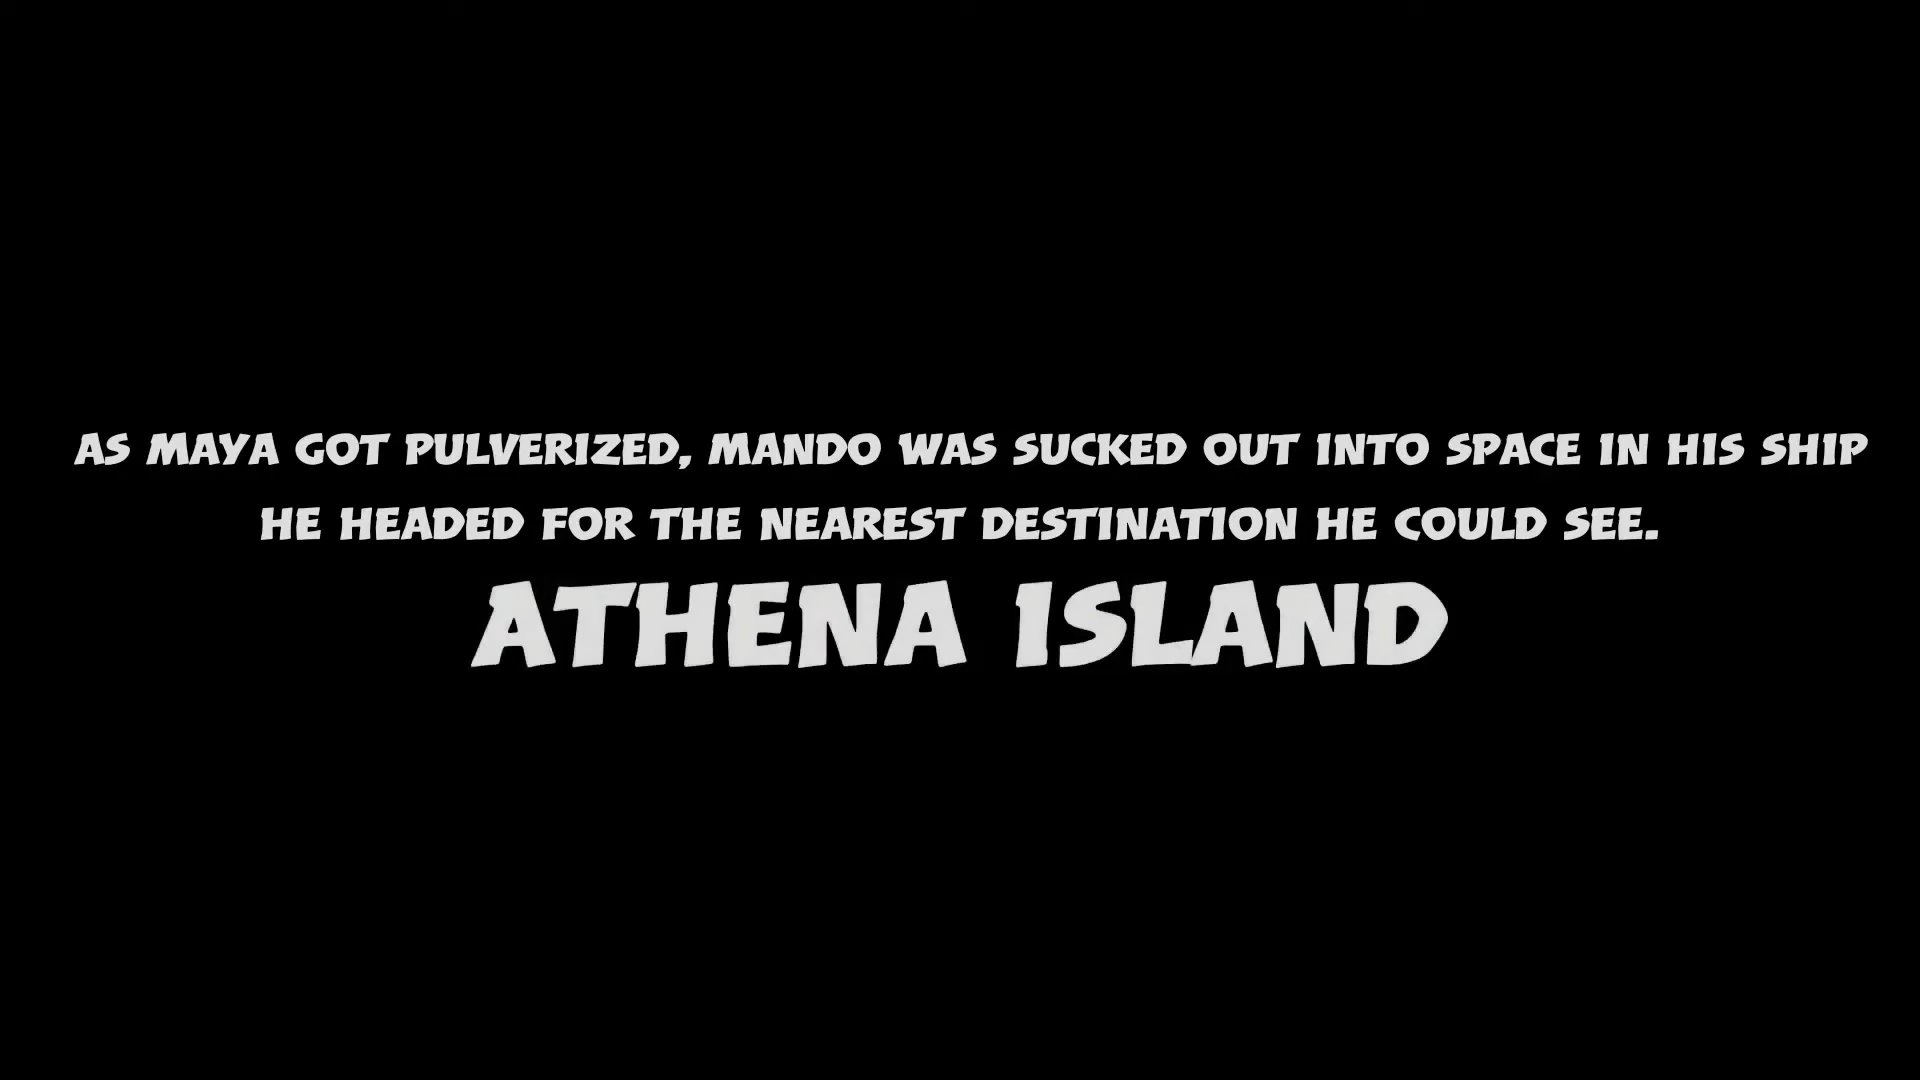 AS MAYA GOT PULVERIZED, MANDO WAS SUCKED OUT INTO SPACE IN HIS SHIP
HE HEADED FOR THE NEAREST DESTINATION HE COULD SEE.
ATHENA ISLAND